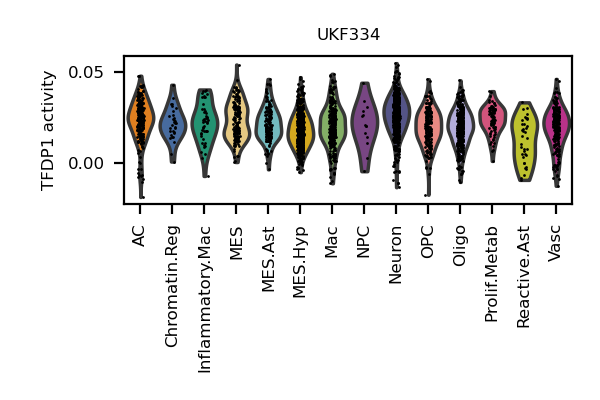 UKF334
TFDP1 activity
0.05
0.00
AC
Chromatin.Reg
Inflammatory.Mac
MES
MES.Ast
MES.Hyp
Mac
NPC
Neuron
OPC
Oligo
Prolif.Metab
Reactive.Ast
Vasc